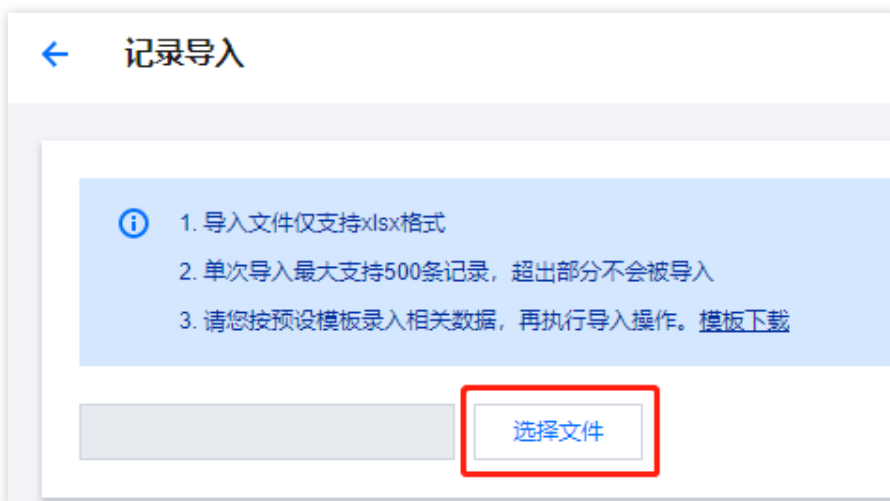 记录导入
1. 导入文件仅支持xlsx格式
2. 单次导入最大支持500条记录，超出部分不会被导入
3. 请您按预设模板录入相关数据，再执行导入操作。模板下载
选择文件